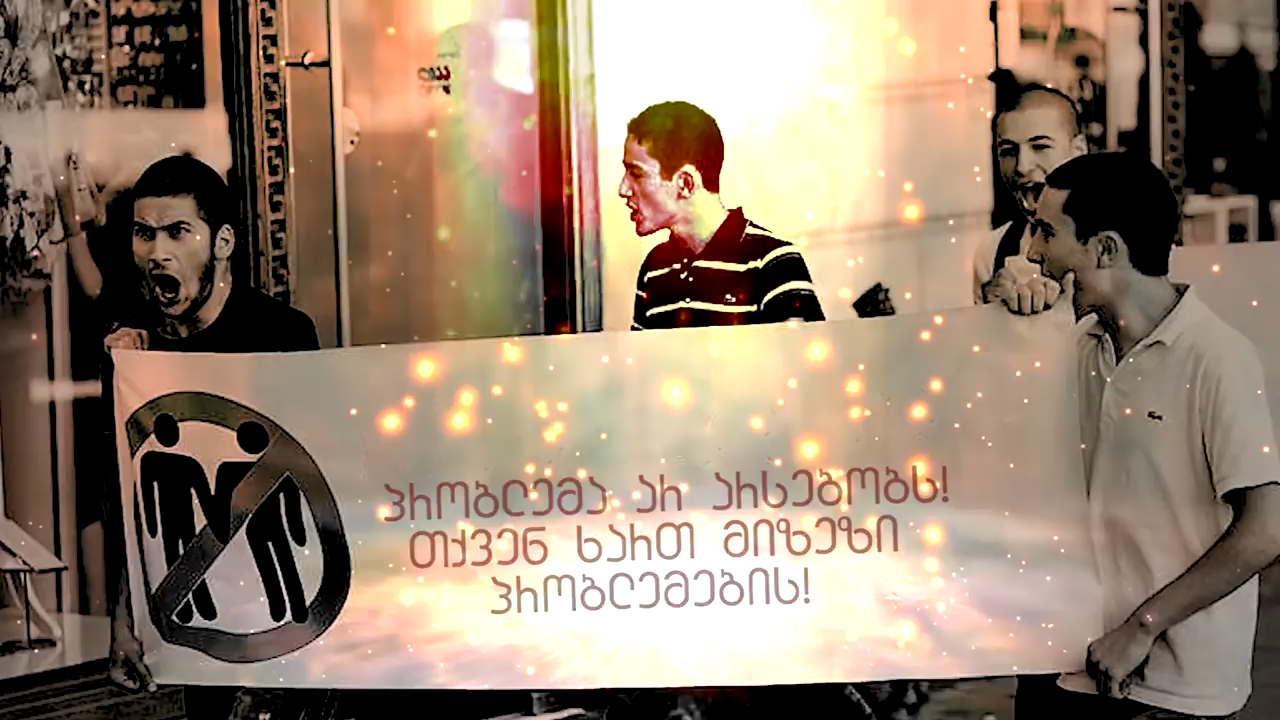 პრობლემა არ არსებობს!
თქვენ ხართ მიზეზი
პრობლემების!